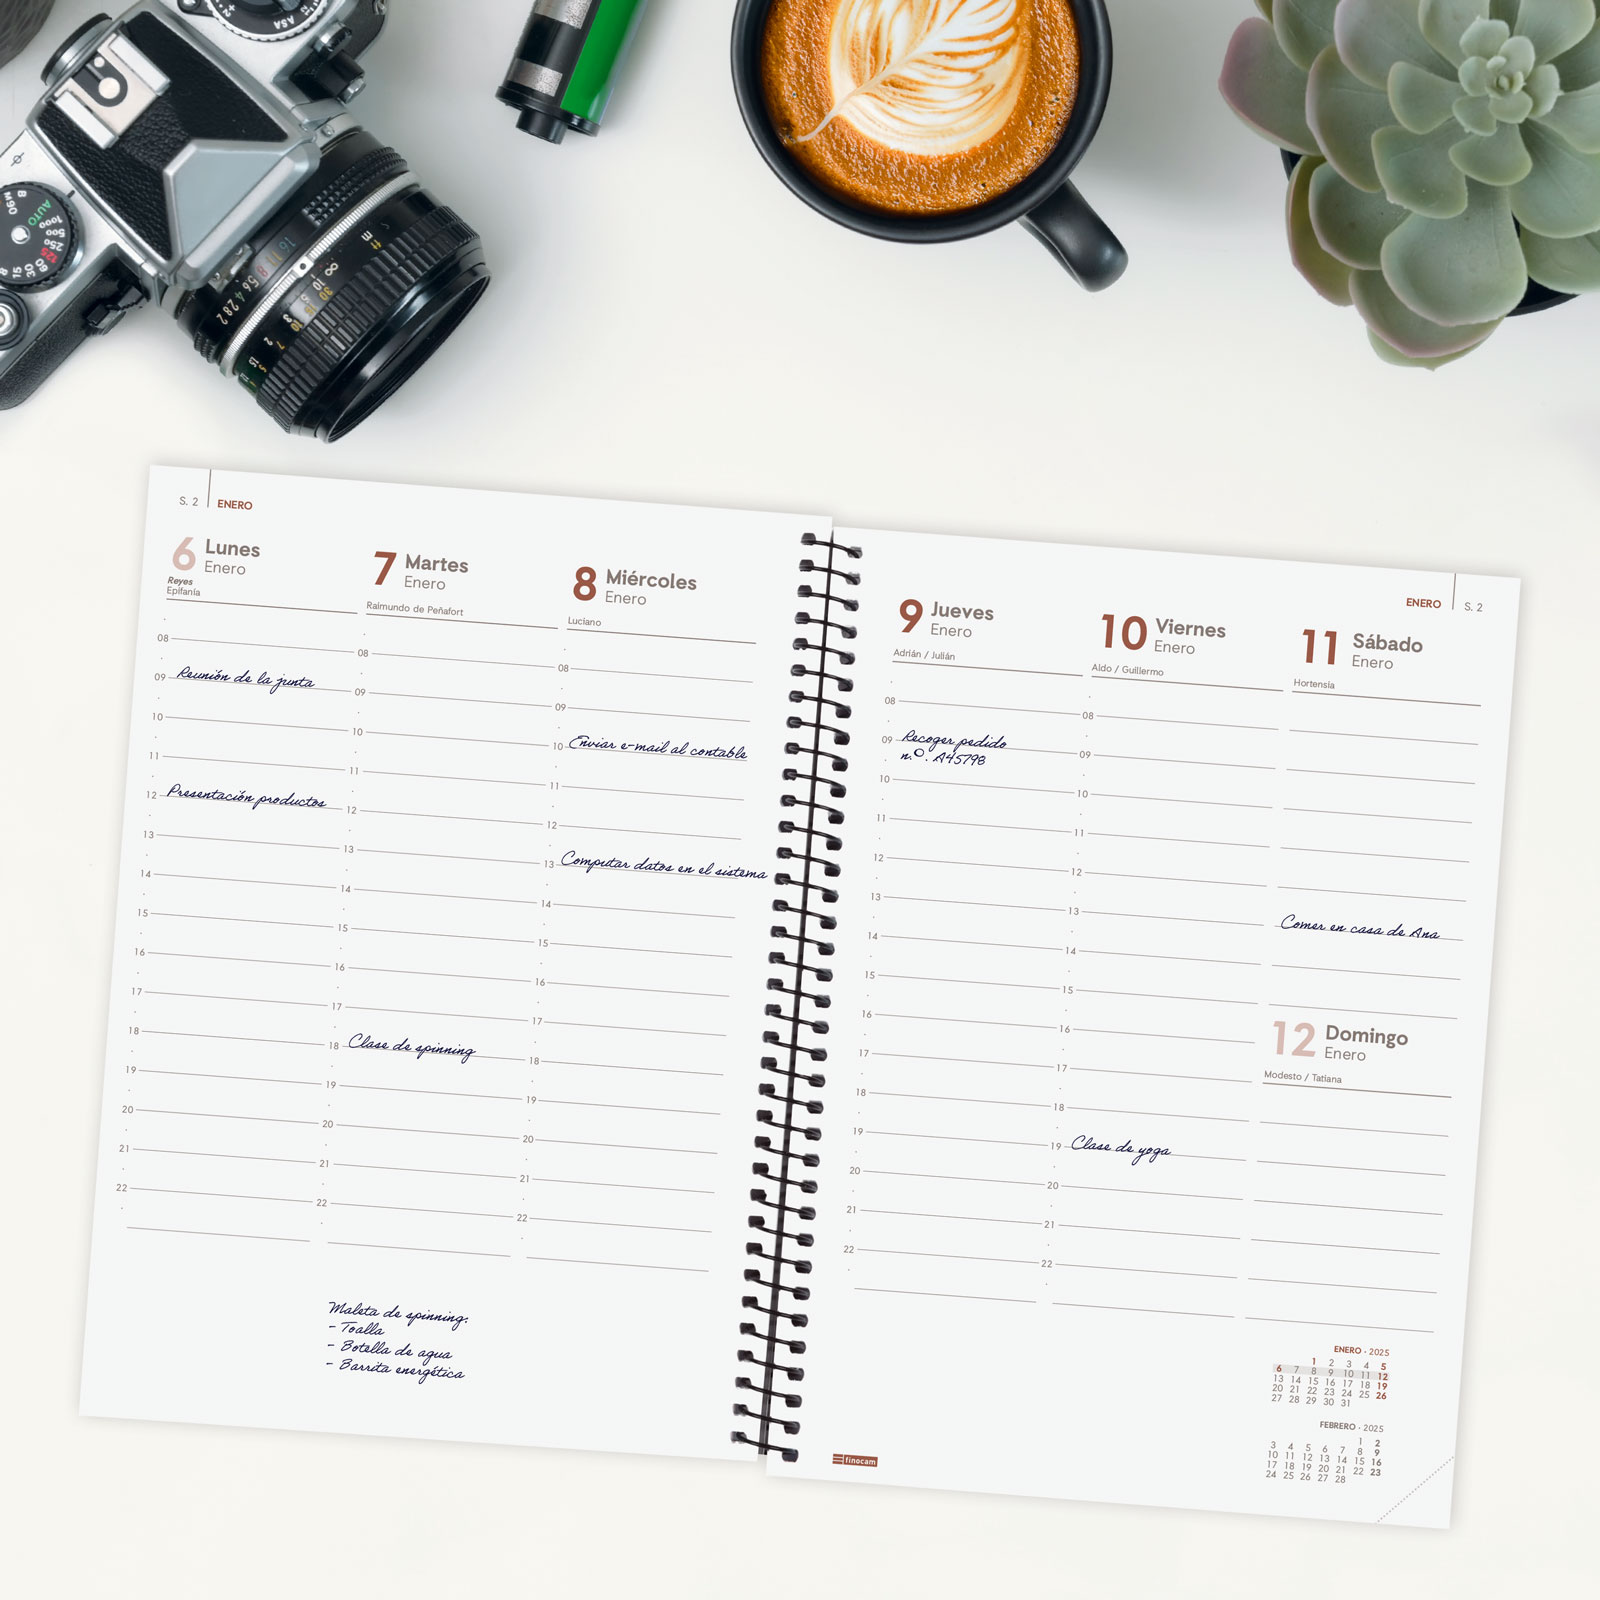 ASA
AUTO
S. 2 ENERO
6 Lunes
Enero
Reyes
Epifanía
08
09 Reunión de la junta
10
11
12 Presentación productos
13
14
15
16
17
18
19
20
21
22
7 Martes
Enero
Raimundo de Peñafort
08
09
10
11
12
13
14
15
16
17
18 Clase de spinning
19
20
21
22
8 Miércoles
Enero
Luciano
08
09
10 Enviar e-mail al contable
11
12
13 Computar datos en el sistema
14
15
16
17
18
19
20
21
22
Maleta de spinning:
- Toalla
- Botella de agua
- Barrita energética
ENERO S. 2
9 Jueves
Enero
Adrián / Julián
08
09 Recoger pedido
n.º. A45798
10
11
12
13
14
15
16
17
18
19
20
21
22
10 Viernes
Enero
Aldo / Guillermo
08
09
10
11
12
13
14
15
16
17
18
19 Clase de yoga
20
21
22
11 Sábado
Enero
Hortensia
Comer en casa de Ana
12 Domingo
Enero
Modesto / Tatiana
ENERO - 2025
1 2 3 4 5
6 7 8 9 10 11 12
13 14 15 16 17 18 19
20 21 22 23 24 25 26
27 28 29 30 31
FEBRERO - 2025
1 2
3 4 5 6 7 8 9
10 11 12 13 14 15 16
17 18 19 20 21 22 23
24 25 26 27 28
finocam